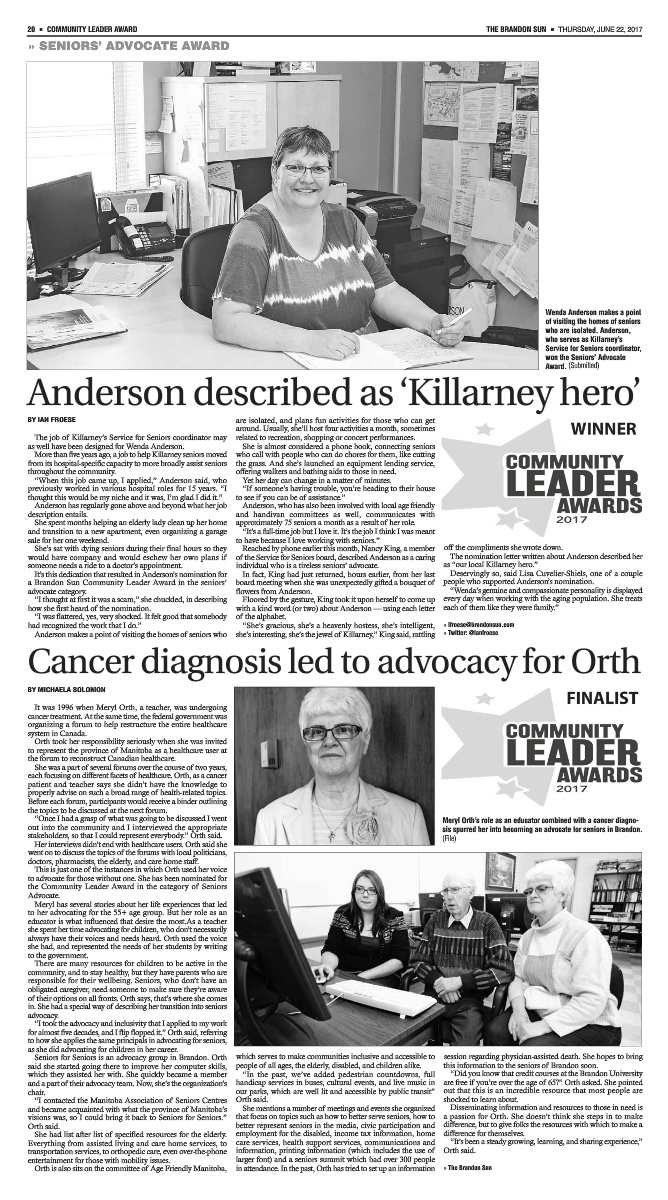 20 ■ COMMUNITY LEADER AWARD
THE BRANDON SUN ■ THURSDAY, JUNE 22, 2017
» SENIORS' ADVOCATE AWARD
Wenda Anderson makes a point
of visiting the homes of seniors
who are isolated. Anderson,
who serves as Killarney's
Service for Seniors coordinator,
won the Seniors' Advocate
Award. (Submitted)
Anderson described as 'Killarney hero'
BY IAN FROESE
The job of Killarney's Service for Seniors coordinator may
as well have been designed for Wenda Anderson.
More than five years ago, a job to help Killarney seniors moved
from its hospital-specific capacity to more broadly assist seniors
throughout the community.
"When this job came up, I applied," Anderson said, who
previously worked in various hospital roles for 15 years. "I
thought this would be my niche and it was, I'm glad I did it."
Anderson has regularly gone above and beyond what her job
description entails.
She spent months helping an elderly lady clean up her home
and transition to a new apartment, even organizing a garage
sale for her one weekend.
She's sat with dying seniors during their final hours so they
would have company and would eschew her own plans if
someone needs a ride to a doctor's appointment.
It's this dedication that resulted in Anderson's nomination for
a Brandon Sun Community Leader Award in the seniors'
advocate category.
"I thought at first it was a scam," she chuckled, in describing
how she first heard of the nomination.
"I was flattered, yes, very shocked. It felt good that somebody
had recognized the work that I do."
Anderson makes a point of visiting the homes of seniors who
are isolated, and plans fun activities for those who can get
around. Usually, she'll host four activities a month, sometimes
related to recreation, shopping or concert performances.
She is almost considered a phone book, connecting seniors
who call with people who can do chores for them, like cutting
the grass. And she's launched an equipment lending service,
offering walkers and bathing aids to those in need.
Yet her day can change in a matter of minutes.
"If someone's having trouble, you're heading to their house
to see if you can be of assistance."
Anderson, who has also been involved with local age friendly
and handivan committees as well, communicates with
approximately 75 seniors a month as a result of her role.
"It's a full-time job but I love it. It's the job I think I was meant
to have because I love working with seniors."
Reached by phone earlier this month, Nancy King, a member
of the Service for Seniors board, described Anderson as a caring
individual who is a tireless seniors' advocate.
In fact, King had just returned, hours earlier, from her last
board meeting when she was unexpectedly gifted a bouquet of
flowers from Anderson.
Floored by the gesture, King took it upon herself to come up
with a kind word (or two) about Anderson — using each letter
of the alphabet.
"She's gracious, she's a heavenly hostess, she's intelligent,
she's interesting, she's the jewel of Killarney," King said, rattling
WINNER
COMMUNITY
LEADER
AWARDS
2017
off the compliments she wrote down.
The nomination letter written about Anderson described her
as "our local Killarney hero."
Deservingly so, said Lisa Cuvelier-Shiels, one of a couple
people who supported Anderson's nomination.
"Wenda's genuine and compassionate personality is displayed
every day when working with the aging population. She treats
each of them like they were family."
» ifroese@brandonsun.com
» Twitter: @ianfroese
Cancer diagnosis led to advocacy for Orth
BY MICHAELA SOLOMON
It was 1996 when Meryl Orth, a teacher, was undergoing
cancer treatment. At the same time, the federal government was
organizing a forum to help restructure the entire healthcare
system in Canada.
Orth took her responsibility seriously when she was invited
to represent the province of Manitoba as a healthcare user at
the forum to reconstruct Canadian healthcare.
She was a part of several forums over the course of two years,
each focusing on different facets of healthcare. Orth, as a cancer
patient and teacher says she didn't have the knowledge to
properly advise on such a broad range of health-related topics.
Before each forum, participants would receive a binder outlining
the topics to be discussed at the next forum.
"Once I had a grasp of what was going to be discussed I went
out into the community and I interviewed the appropriate
stakeholders, so that I could represent everybody." Orth said.
Her interviews didn't end with healthcare users. Orth said she
went on to discuss the topics of the forums with local politicians,
doctors, pharmacists, the elderly, and care home staff.
This is just one of the instances in which Orth used her voice
to advocate for those without one. She has been nominated for
the Community Leader Award in the category of Seniors
Advocate.
Meryl has several stories about her life experiences that led
to her advocating for the 55+ age group. But her role as an
educator is what influenced that desire the most.As a teacher
she spent her time advocating for children, who don't necessarily
always have their voices and needs heard. Orth used the voice
she had, and represented the needs of her students by writing
to the government.
There are many resources for children to be active in the
community, and to stay healthy, but they have parents who are
responsible for their wellbeing. Seniors, who don't have an
obligated caregiver, need someone to make sure they're aware
of their options on all fronts. Orth says, that's where she comes
in. She had a special way of describing her transition into seniors
advocacy.
"I took the advocacy and inclusivity that I applied to my work
for almost five decades, and I flip flopped it." Orth said, referring
to how she applies the same principals in advocating for seniors,
as she did advocating for children in her career.
Seniors for Seniors is an advocacy group in Brandon. Orth
said she started going there to improve her computer skills,
which they assisted her with. She quickly became a member
and a part of their advocacy team. Now, she's the organization's
chair.
"I contacted the Manitoba Association of Seniors Centres
and became acquainted with what the province of Manitoba's
visions was, so I could bring it back to Seniors for Seniors."
Orth said.
She had list after list of specified resources for the elderly.
Everything from assisted living and care home services, to
transportation services, to orthopedic care, even over-the-phone
entertainment for those with mobility issues.
Orth is also sits on the committee of Age Friendly Manitoba,
FINALIST
COMMUNITY
LEADER
AWARDS
2017
Meryl Orth's role as an educator combined with a cancer diagno-
sis spurred her into becoming an advocate for seniors in Brandon.
(File)
which serves to make communities inclusive and accessible to
people of all ages, the elderly, disabled, and children alike.
"In the past, we've added pedestrian countdowns, full
handicap services in buses, cultural events, and live music in
our parks, which are well lit and accessible by public transit"
Orth said.
She mentions a number of meetings and events she organized
that focus on topics such as how to better serve seniors, how to
better represent seniors in the media, civic participation and
employment for the disabled, income tax information, home
care services, health support services, communications and
information, printing information (which includes the use of
larger font) and a seniors summit which had over 300 people
in attendance. In the past, Orth has tried to set up an information
session regarding physician-assisted death. She hopes to bring
this information to the seniors of Brandon soon.
"Did you know that credit courses at the Brandon University
are free if you're over the age of 65?" Orth asked. She pointed
out that this is an incredible resource that most people are
shocked to learn about.
Disseminating information and resources to those in need is
a passion for Orth. She doesn't think she steps in to make a
difference, but to give folks the resources with which to make a
difference for themselves.
"It's been a steady growing, learning, and sharing experience,"
Orth said.
» The Brandon Sun